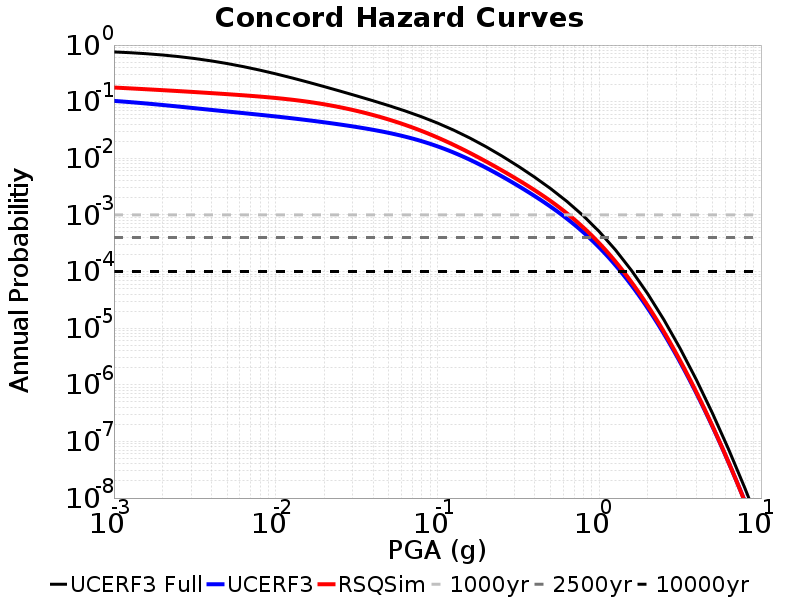 Concord Hazard Curves
Annual Probabilitiy
10^0
10^-1
10^-2
10^-3
10^-4
10^-5
10^-6
10^-7
10^-8
10^-3 10^-2 10^-1 10^0 10^1
PGA (g)
UCERF3 Full UCERF3 RSQSim 1000yr 2500yr 10000yr